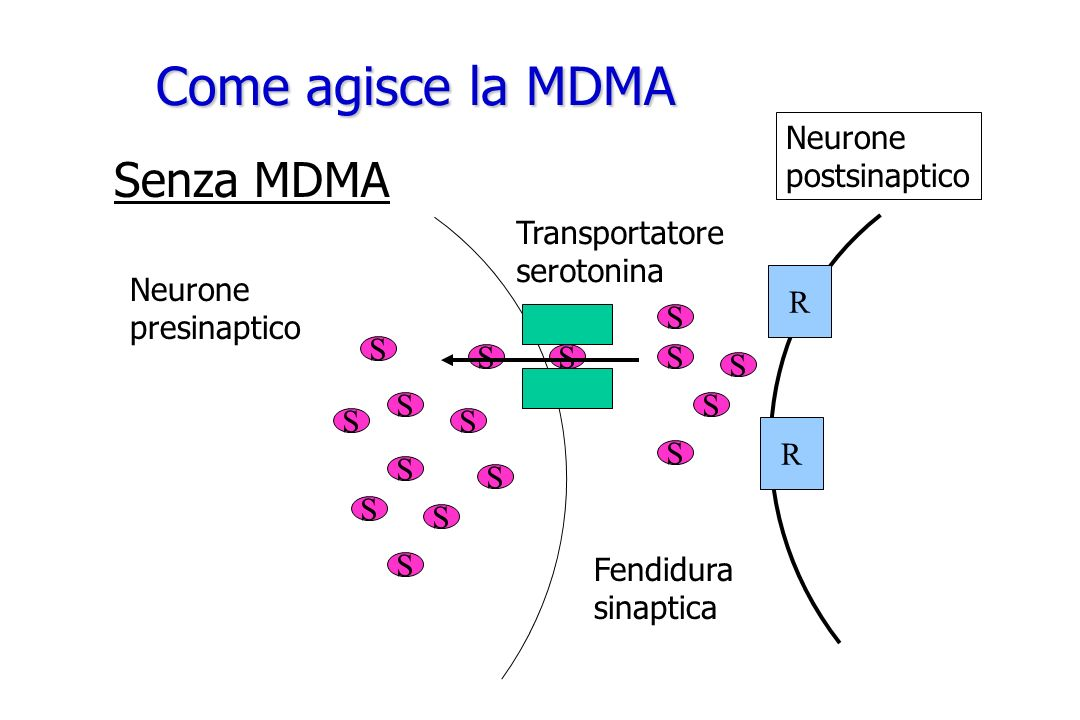 Come agisce la MDMA
Neurone
postsinaptico
Senza MDMA
Transportatore
serotonina
Neurone
presinaptico
R
S
S
S
S
S
S
S
S
S
S
S
R
S
S
S
S
S
S
Fendidura
sinaptica